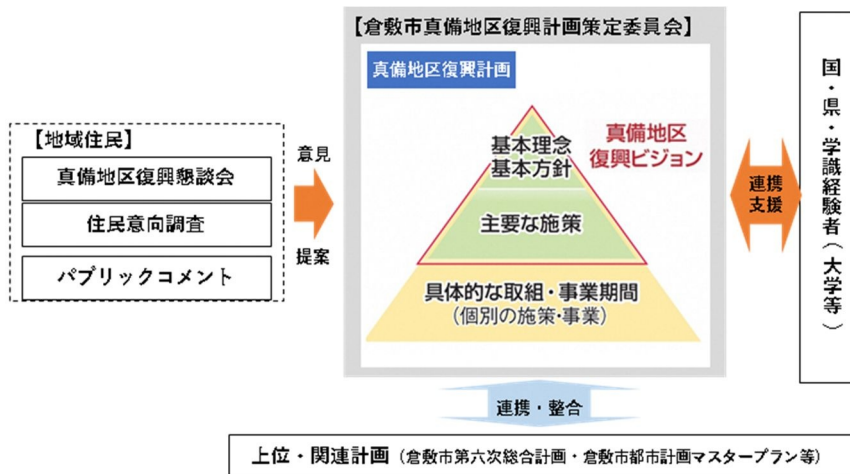 【倉敷市真備地区復興計画策定委員会】
真備地区復興計画
基本理念
基本方針
真備地区
復興ビジョン
主要な施策
具体的な取組・事業期間
(個別の施策・事業)
【地域住民】
真備地区復興懇談会
住民意向調査
パブリックコメント
意見
提案
連携
支援
国・県・学識経験者(大学等)
連携・整合
上位・関連計画(倉敷市第六次総合計画・倉敷市都市計画マスタープラン等)